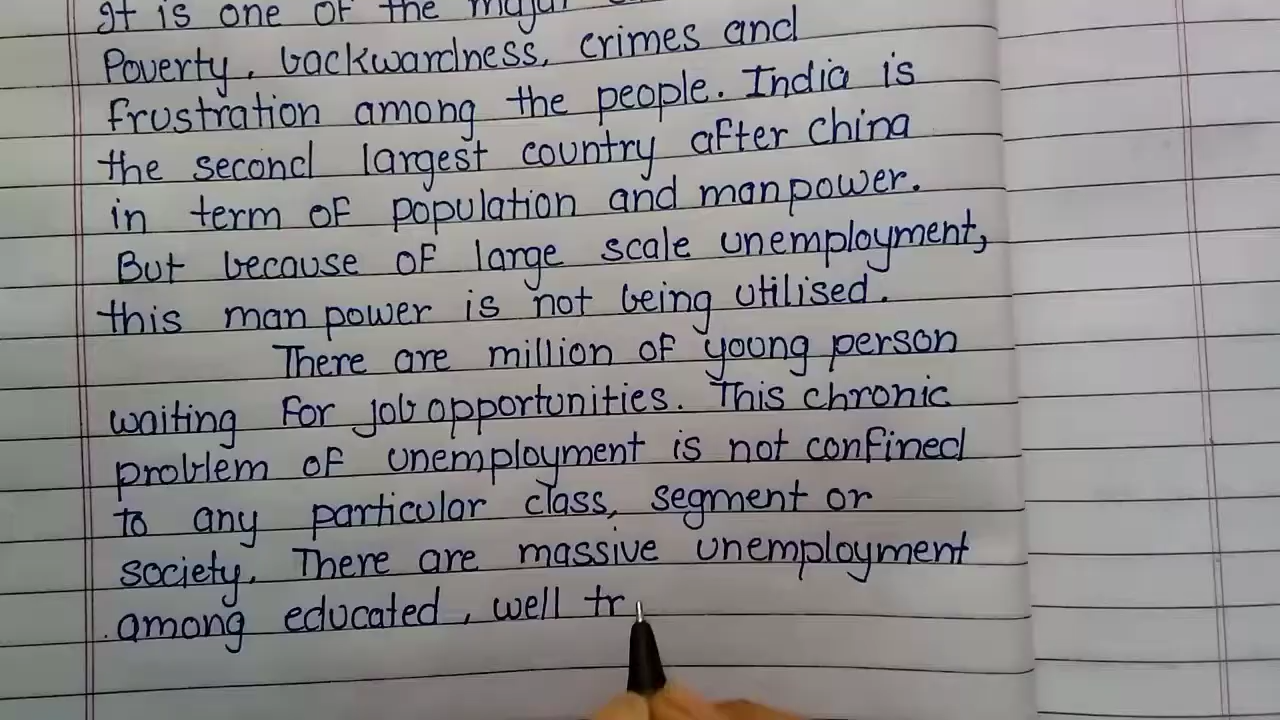 It is one of the major
Poverty, backwardness, crimes and
frustration among the people. India is
the second largest country after china
in term of population and manpower.
But because of large scale unemployment,
this man power is not being utilised.
There are million of young person
waiting for job opportunities. This chronic
problem of unemployment is not confined
to any particular class, segment or
society. There are massive unemployment
among educated, well tr